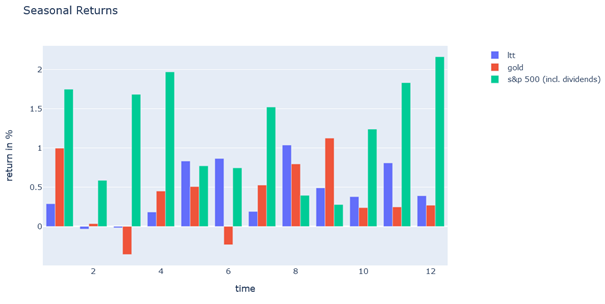 Seasonal Returns
ltt
gold
s&p 500 (incl. dividends)
return in %
2
1.5
1
0.5
0
2 4 6 8 10 12
time